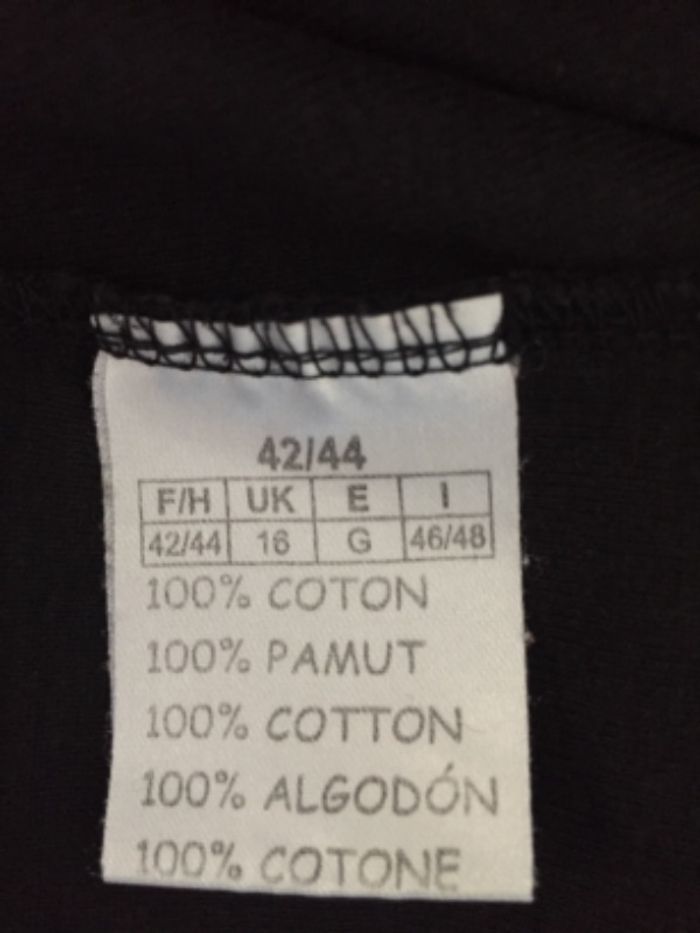 42/44
F/H UK E I
42/44 16 G 46/48
100% COTON
100% PAMUT
100% COTTON
100% ALGODÓN
100% COTONE